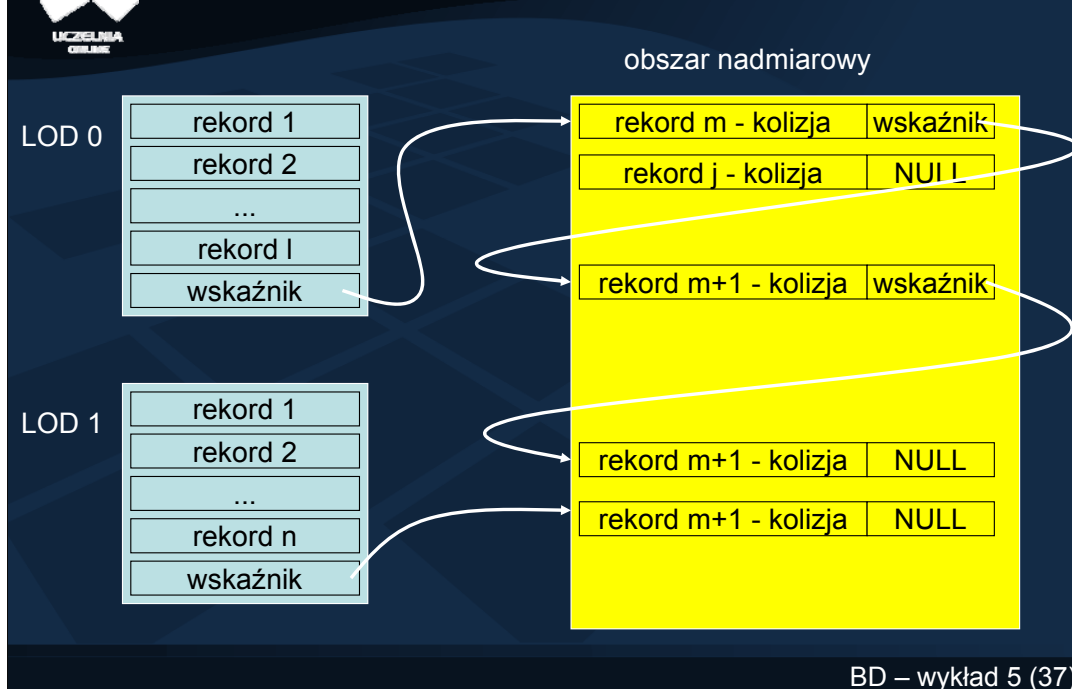 UCZELNIA
ONLINE
obszar nadmiarowy
LOD 0
rekord 1
rekord 2
...
rekord l
wskaźnik
rekord m - kolizja wskaźnik
rekord j - kolizja NULL
rekord m+1 - kolizja wskaźnik
LOD 1
rekord 1
rekord 2
...
rekord n
wskaźnik
rekord m+1 - kolizja NULL
rekord m+1 - kolizja NULL
BD – wykład 5 (37)